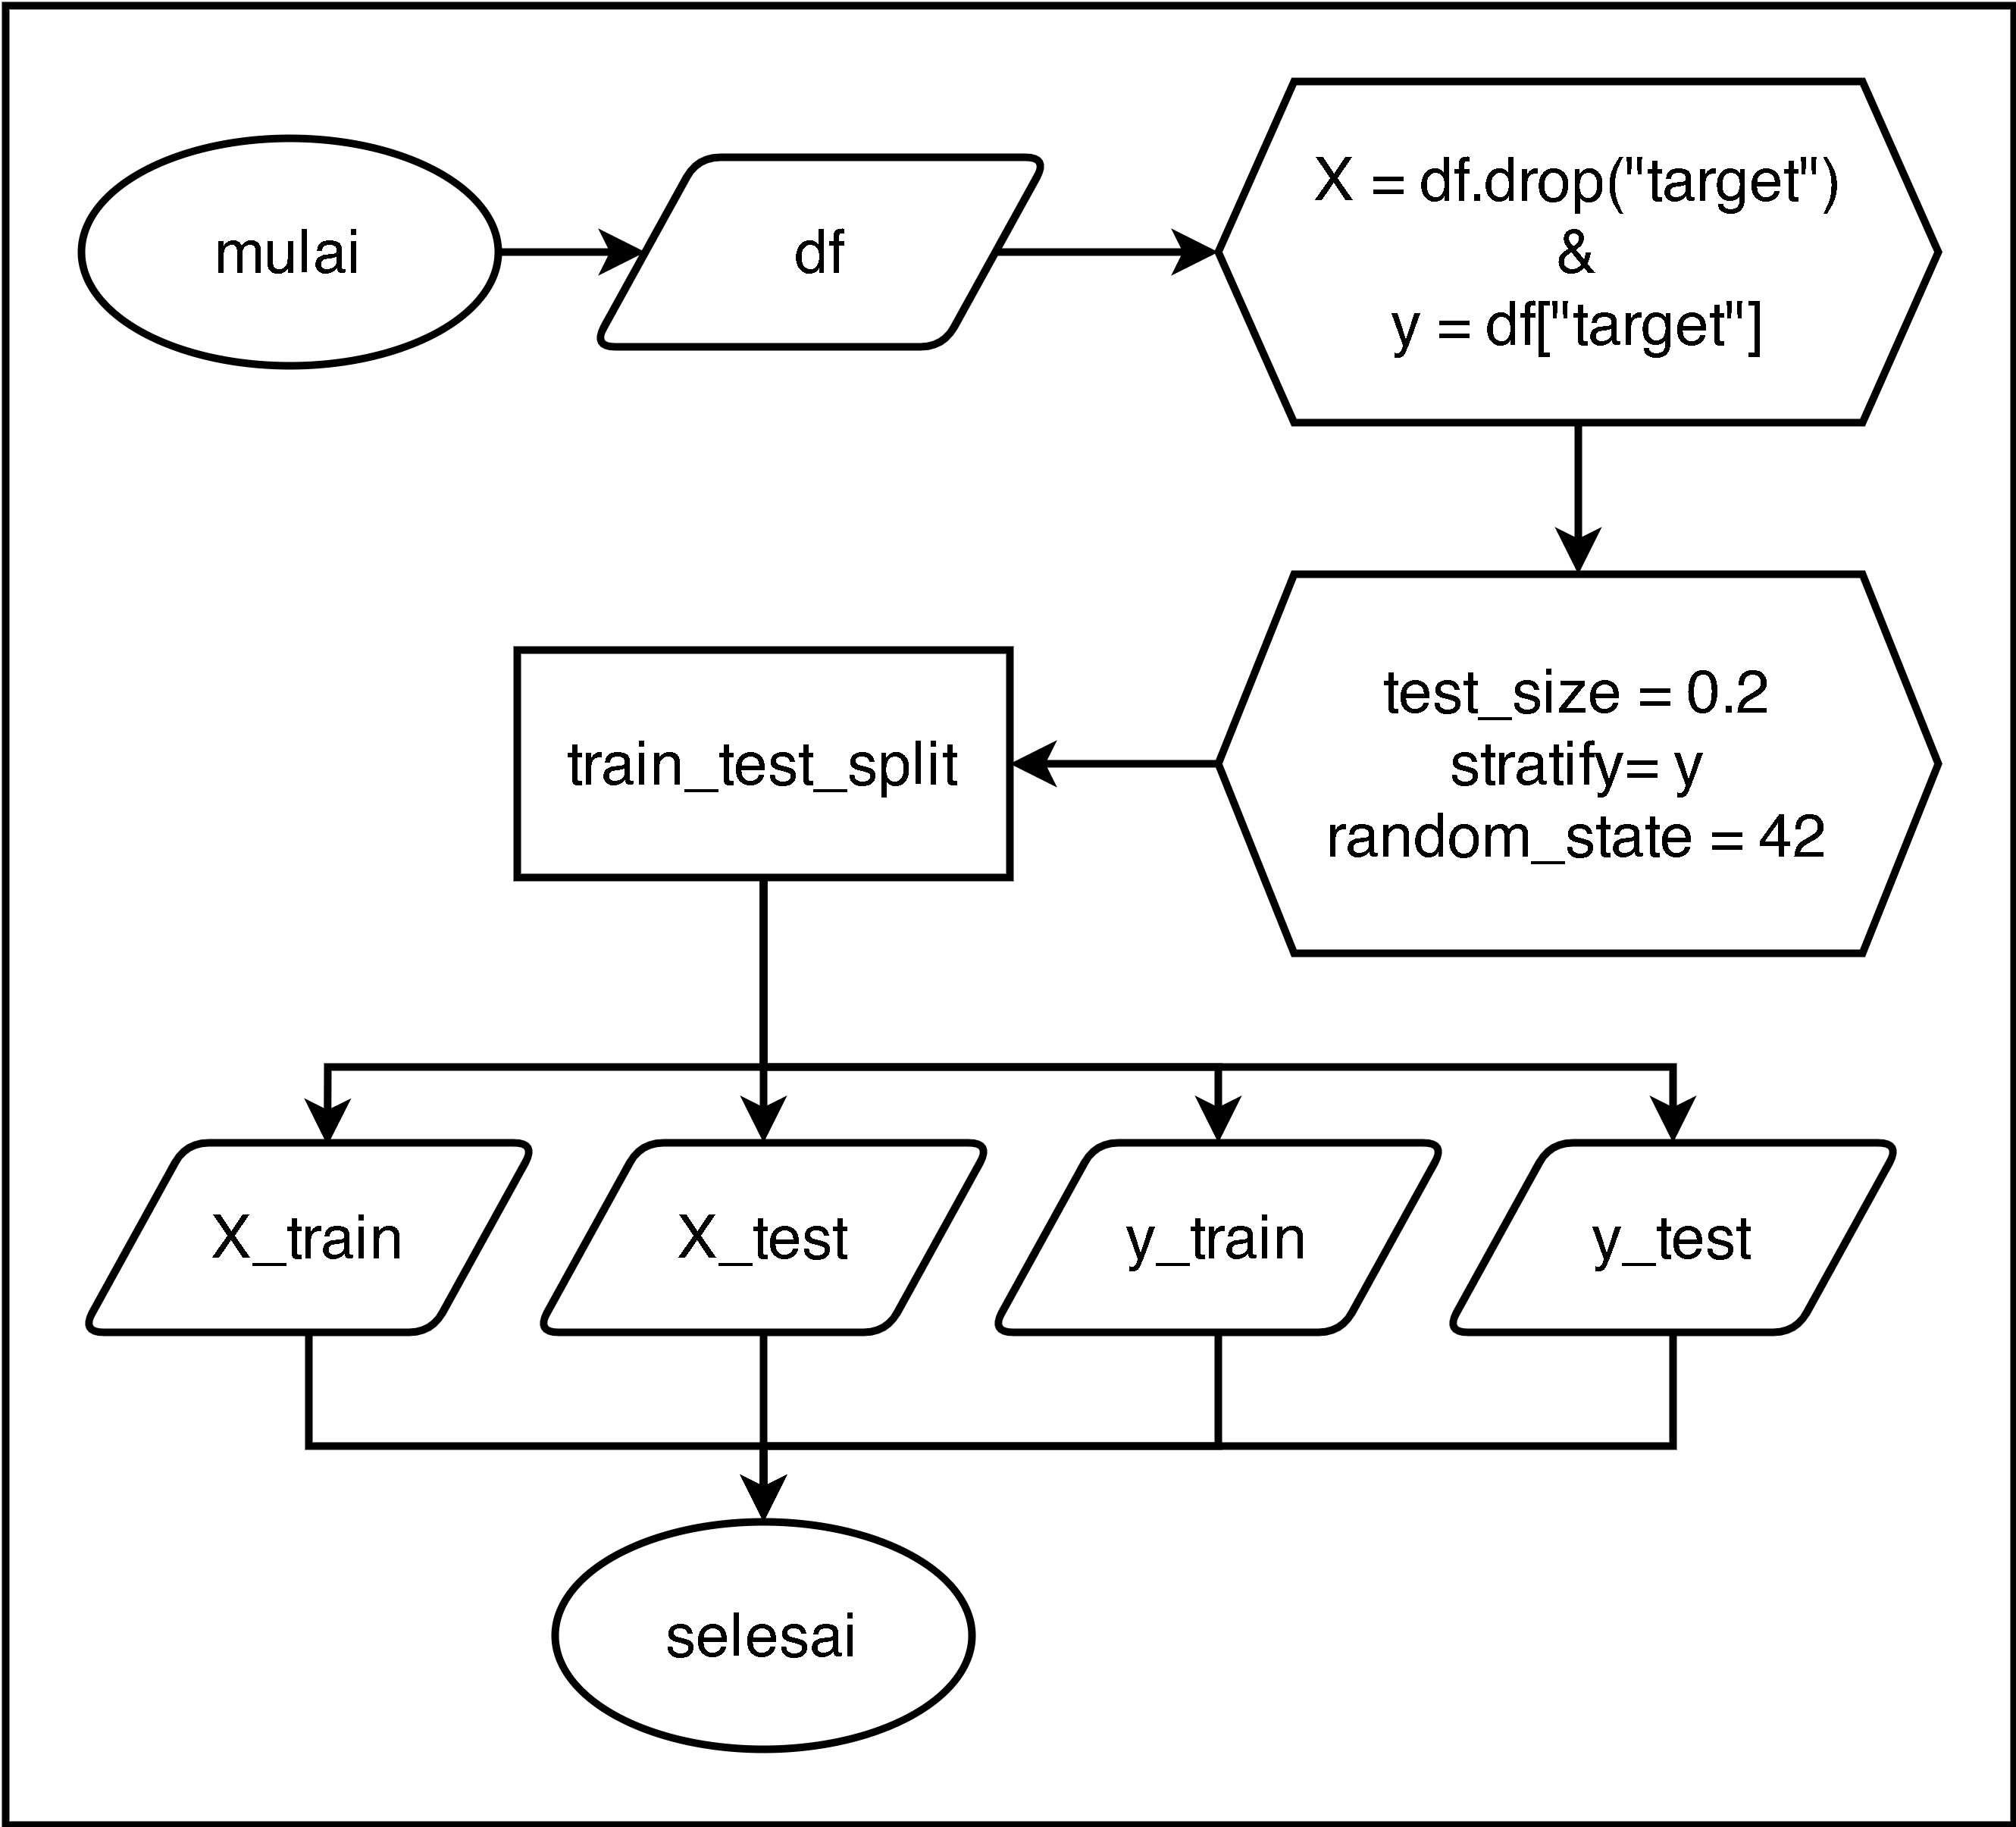 mulai
df
X = df.drop("target")
&
y = df["target"]
test_size = 0.2
stratify= y
random_state = 42
train_test_split
X_train
X_test
y_train
y_test
selesai